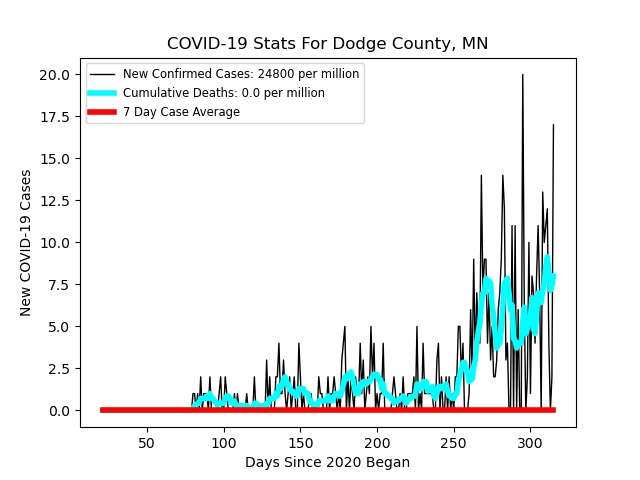 COVID-19 Stats For Dodge County, MN
New Confirmed Cases: 24800 per million
Cumulative Deaths: 0.0 per million
7 Day Case Average
New COVID-19 Cases
20.0
17.5
15.0
12.5
10.0
7.5
5.0
2.5
0.0
50 100 150 200 250 300
Days Since 2020 Began